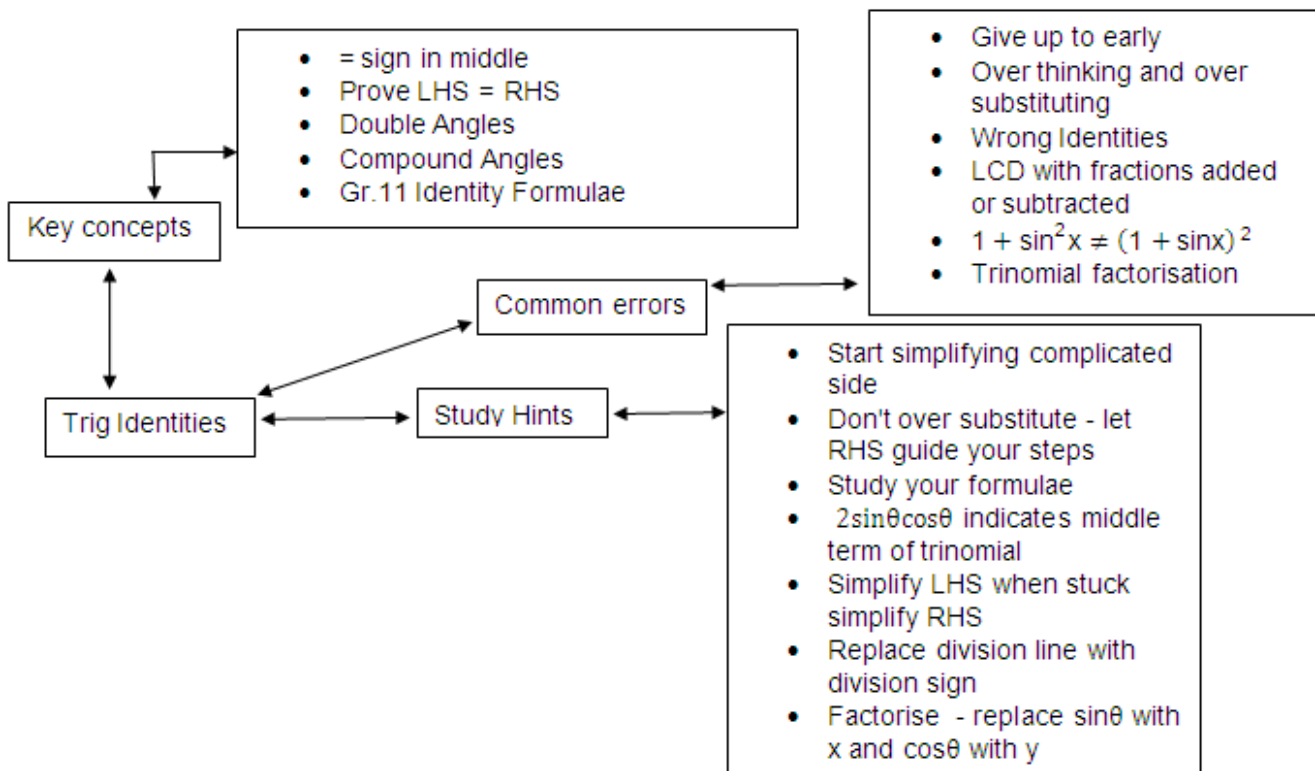 • = sign in middle
• Prove LHS = RHS
• Double Angles
• Compound Angles
• Gr.11 Identity Formulae
Key concepts
• Give up to early
• Over thinking and over
substituting
• Wrong Identities
• LCD with fractions added
or subtracted
• 1 + sin²x ≠ (1 + sinx)²
• Trinomial factorisation
Common errors
Trig Identities
Study Hints
• Start simplifying complicated
side
• Don't over substitute - let
RHS guide your steps
• Study your formulae
• 2sinθcosθ indicates middle
term of trinomial
• Simplify LHS when stuck
simplify RHS
• Replace division line with
division sign
• Factorise - replace sinθ with
x and cosθ with y